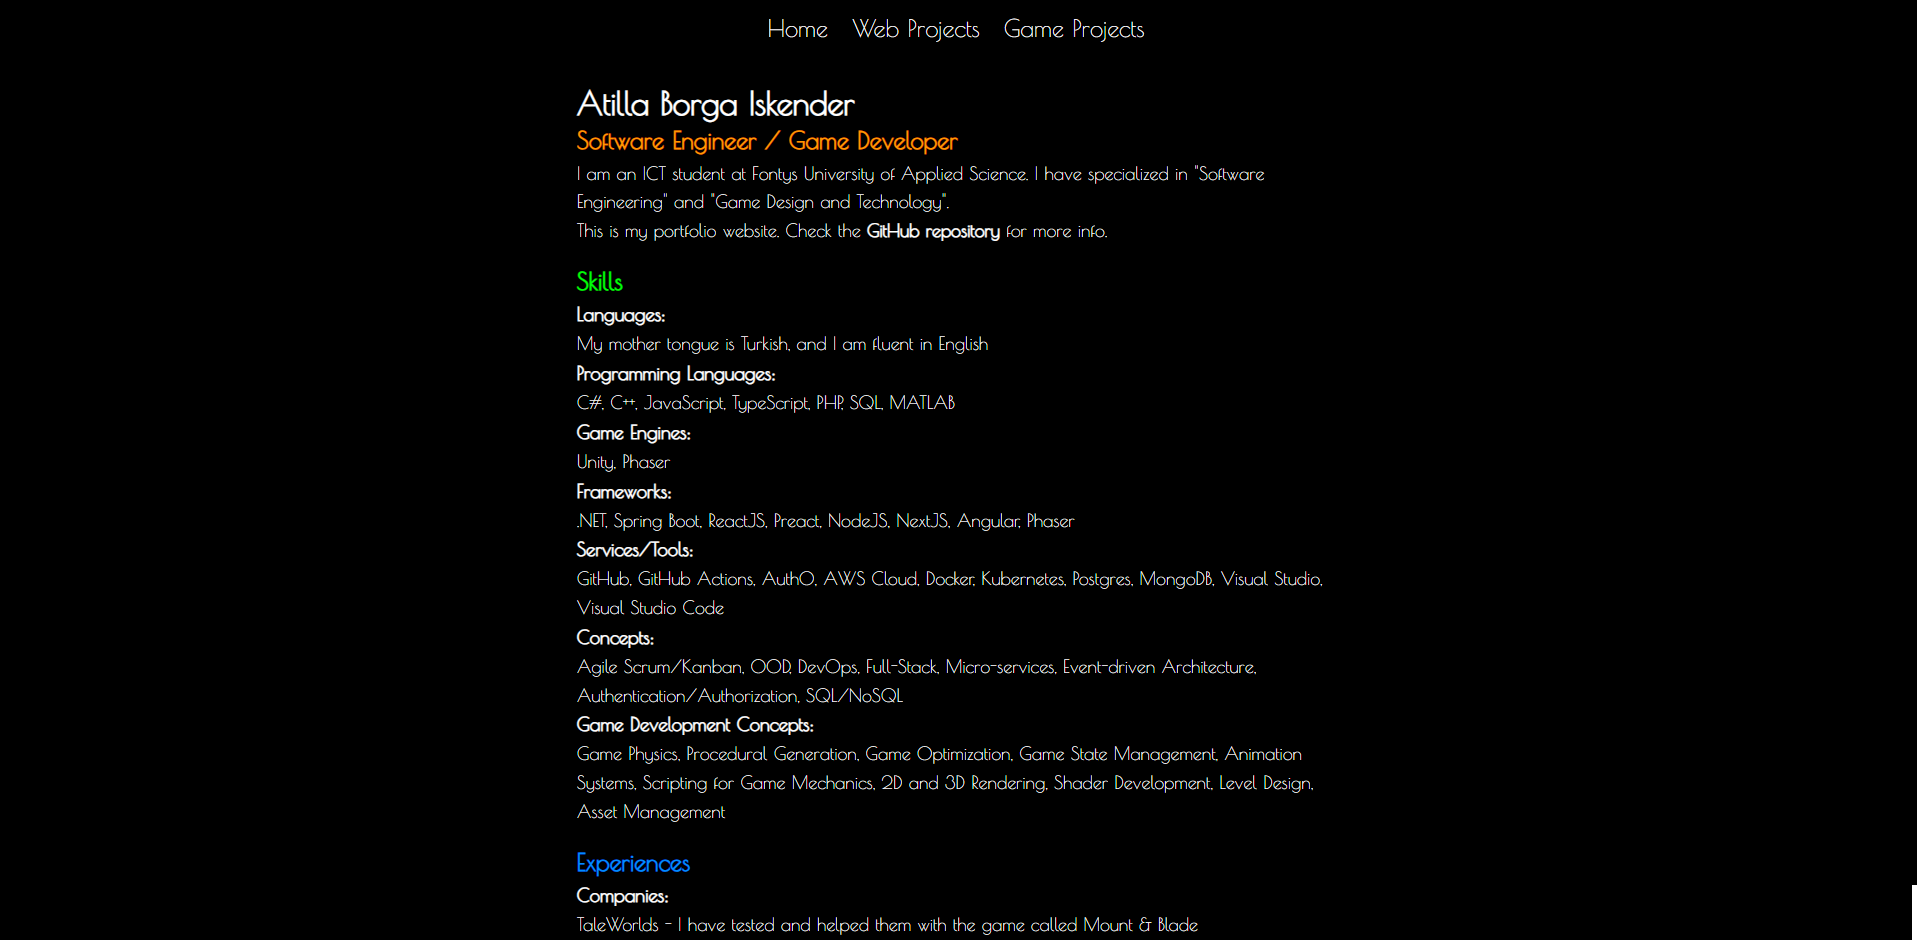 Home Web Projects Game Projects
Atilla Borga Iskender
Software Engineer / Game Developer
I am an ICT student at Fontys University of Applied Science. I have specialized in "Software
Engineering" and "Game Design and Technology".
This is my portfolio website. Check the GitHub repository for more info.
Skills
Languages:
My mother tongue is Turkish, and I am fluent in English
Programming Languages:
C#, C++, JavaScript, TypeScript, PHP, SQL, MATLAB
Game Engines:
Unity, Phaser
Frameworks:
.NET, Spring Boot, ReactJS, Preact, NodeJS, NextJS, Angular, Phaser
Services/Tools:
GitHub, GitHub Actions, Auth0, AWS Cloud, Docker, Kubernetes, Postgres, MongoDB, Visual Studio,
Visual Studio Code
Concepts:
Agile Scrum/Kanban, OOD, DevOps, Full-Stack, Micro-services, Event-driven Architecture,
Authentication/Authorization, SQL/NoSQL
Game Development Concepts:
Game Physics, Procedural Generation, Game Optimization, Game State Management, Animation
Systems, Scripting for Game Mechanics, 2D and 3D Rendering, Shader Development, Level Design,
Asset Management
Experiences
Companies:
TaleWorlds - I have tested and helped them with the game called Mount & Blade